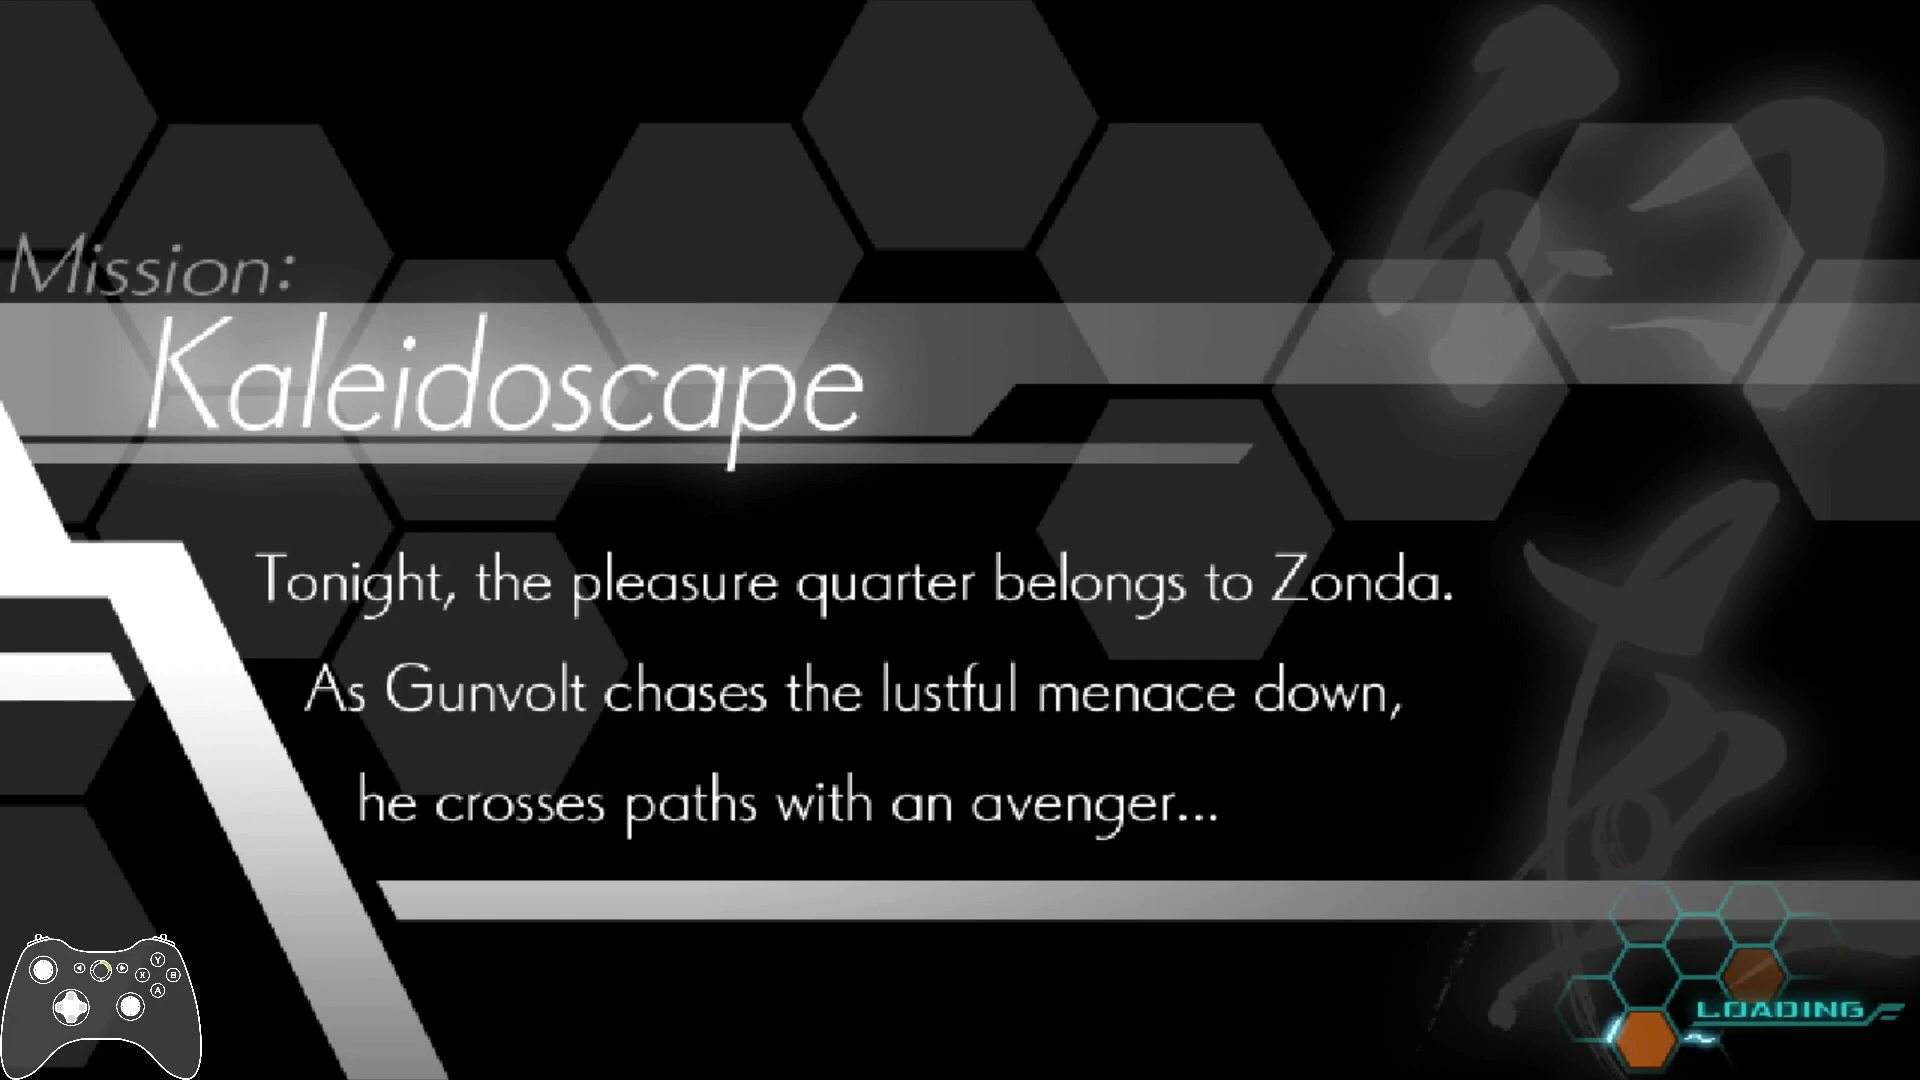 Mission:
Kaleidoscape
Tonight, the pleasure quarter belongs to Zonda.
As Gunvolt chases the lustful menace down,
he crosses paths with an avenger...
Y
X B
A
LOADING